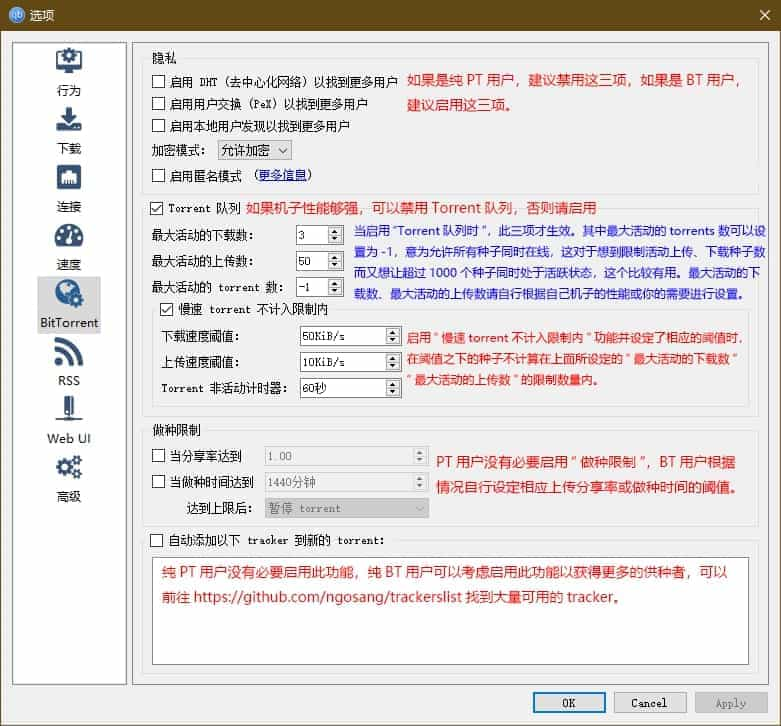 选项
行为
下载
连接
速度
BitTorrent
RSS
Web UI
高级
隐私
启用 DHT (去中心化网络) 以找到更多用户
启用用户交换 (PeX) 以找到更多用户
启用本地用户发现以找到更多用户
如果是纯 PT 用户，建议禁用这三项，如果是 BT 用户，
建议启用这三项。
加密模式： 允许加密
启用匿名模式 (更多信息)
Torrent 队列 如果机子性能够强，可以禁用 Torrent 队列，否则请启用
最大活动的下载数： 3
最大活动的上传数： 50
最大活动的 torrent 数： -1
当启用“Torrent 队列时”，此三项才生效。其中最大活动的 torrents 数可以设
置为 -1，意为允许所有种子同时在线，这对于想到限制活动上传、下载种子数
而又想让超过 1000 个种子同时处于活跃状态，这个比较有用。最大活动的下
载数、最大活动的上传数请自行根据自己机子的性能或你的需要进行设置。
慢速 torrent 不计入限制内
下载速度阈值： 50KiB/s
上传速度阈值： 10KiB/s
Torrent 非活动计时器： 60秒
启用“慢速 torrent 不计入限制内”功能并设定了相应的阈值时，
在阈值之下的种子不计算在上面所设定的“最大活动的下载数“
“最大活动的上传数”的限制数量内。
做种限制
当分享率达到 1.00
当做种时间达到 1440分钟
达到上限后： 暂停 torrent
PT 用户没有必要启用“做种限制”，BT 用户根据
情况自行设定相应上传分享率或做种时间的阈值。
自动添加以下 tracker 到新的 torrent:
纯 PT 用户没有必要启用此功能，纯 BT 用户可以考虑启用此功能以获得更多的供种者，可以
前往 https://github.com/ngosang/trackerslist 找到大量可用的 tracker。
OK
Cancel
Apply